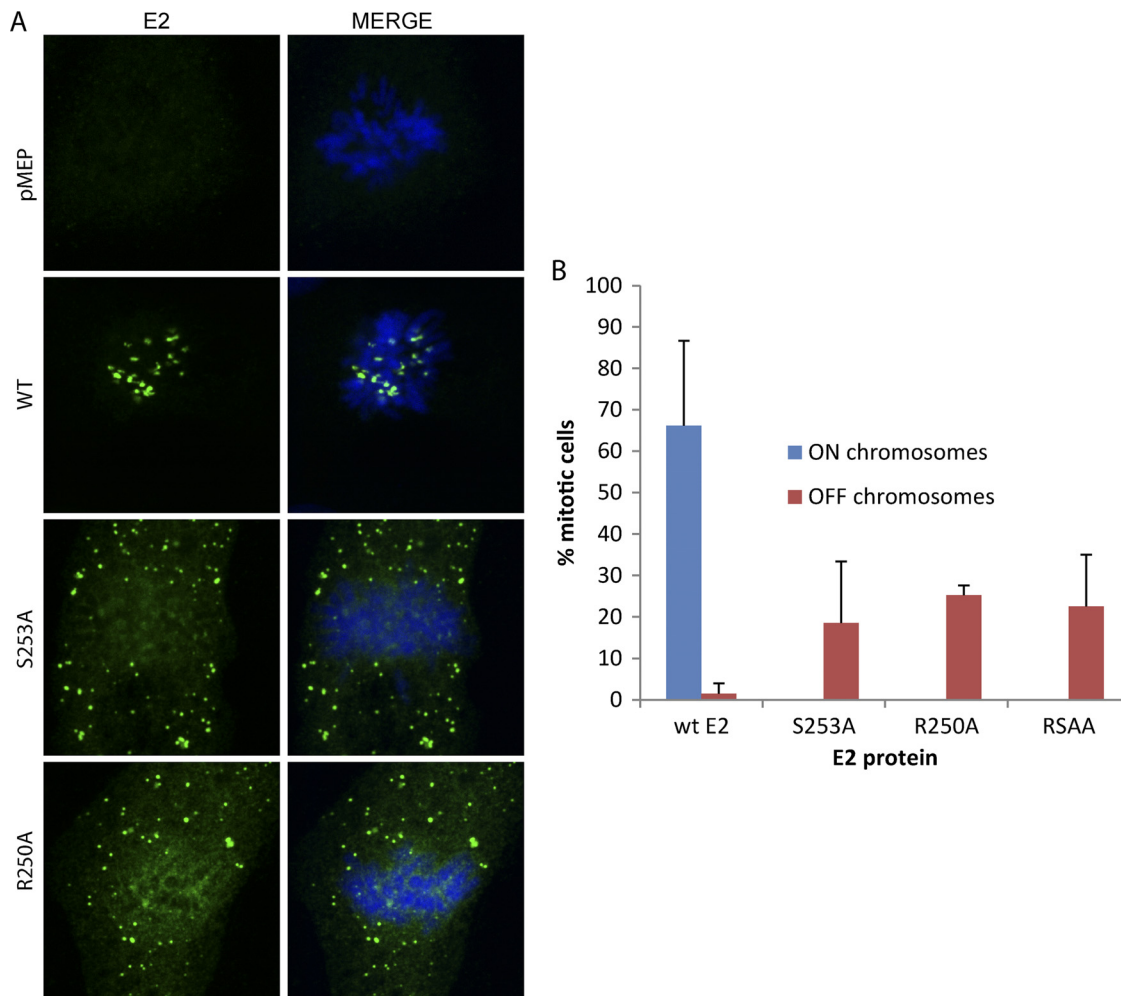 A
E2 MERGE
pMEP
WT
S253A
R250A
B
100
90
80
70
60
50
40
30
20
10
0
% mitotic cells
ON chromosomes
OFF chromosomes
wt E2 S253A R250A RSAA
E2 protein